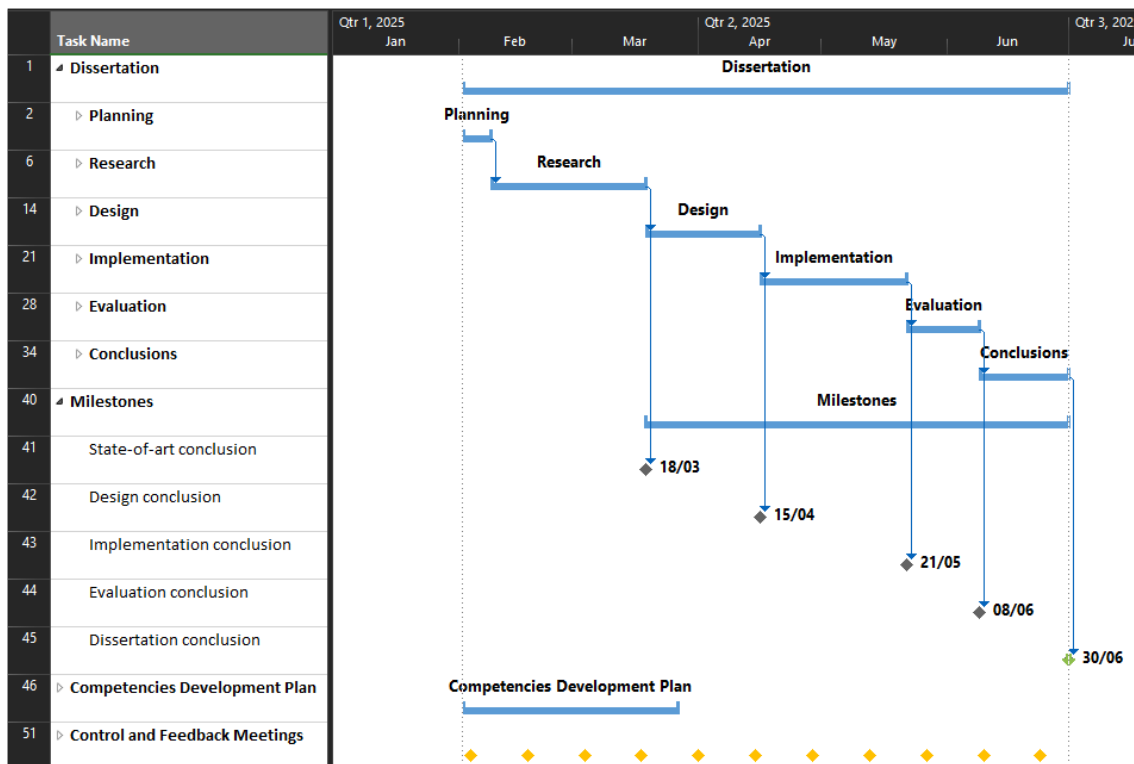 Qtr 1, 2025 Qtr 2, 2025 Qtr 3, 202
Task Name Jan Feb Mar Apr May Jun Ju
1 Dissertation Dissertation
2 Planning Planning
6 Research Research
14 Design Design
21 Implementation Implementation
28 Evaluation Evaluation
34 Conclusions Conclusions
40 Milestones Milestones
41 State-of-art conclusion 18/03
42 Design conclusion 15/04
43 Implementation conclusion 21/05
44 Evaluation conclusion 08/06
45 Dissertation conclusion 30/06
46 Competencies Development Plan Competencies Development Plan
51 Control and Feedback Meetings